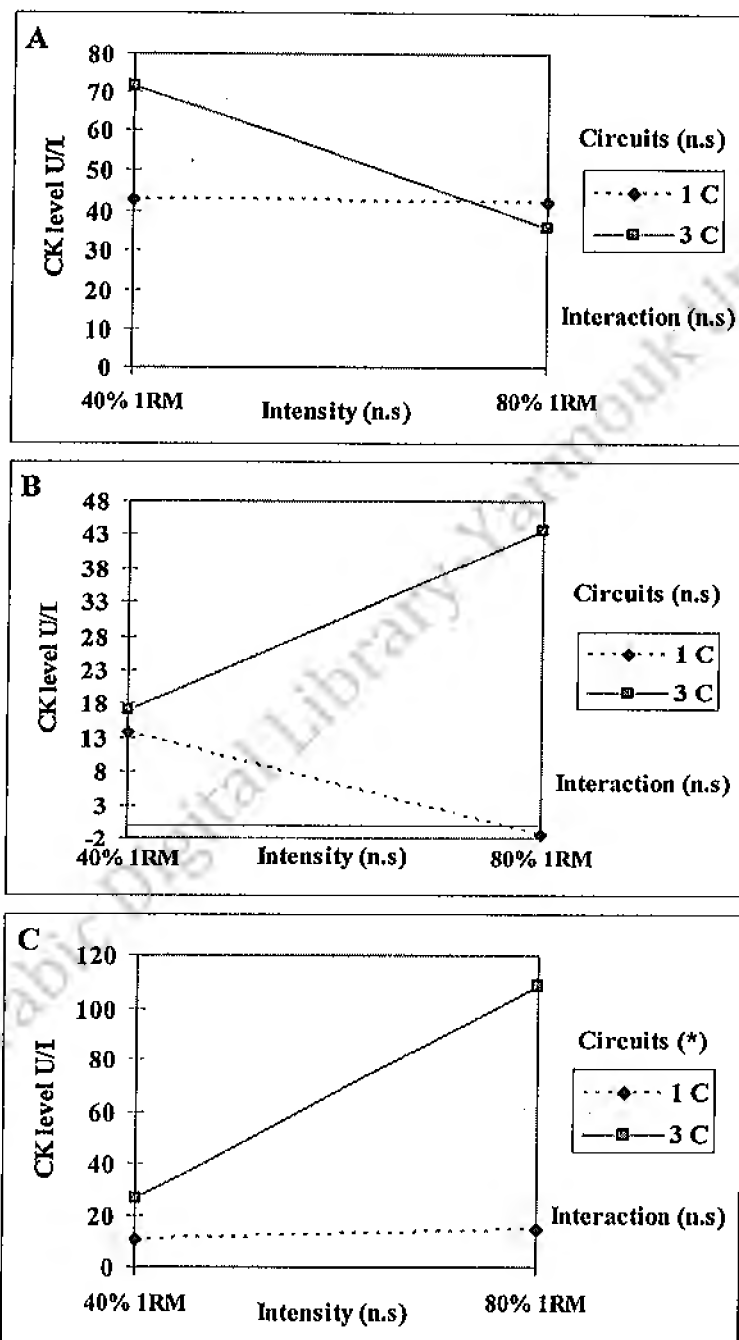 A
80
70
60
50
40
30
20
10
0
CK level U/I
40% 1RM
Intensity (n.s)
80% 1RM
Circuits (n.s)
1 C
3 C
Interaction (n.s)
B
48
43
38
33
28
23
18
13
8
3
-2
CK level U/I
40% 1RM
Intensity (n.s)
80% 1RM
Circuits (n.s)
1 C
3 C
Interaction (n.s)
C
120
100
80
60
40
20
0
CK level U/I
40% 1RM
Intensity (n.s)
80% 1RM
Circuits (*)
1 C
3 C
Interaction (n.s)
Digital Library Yarmouk